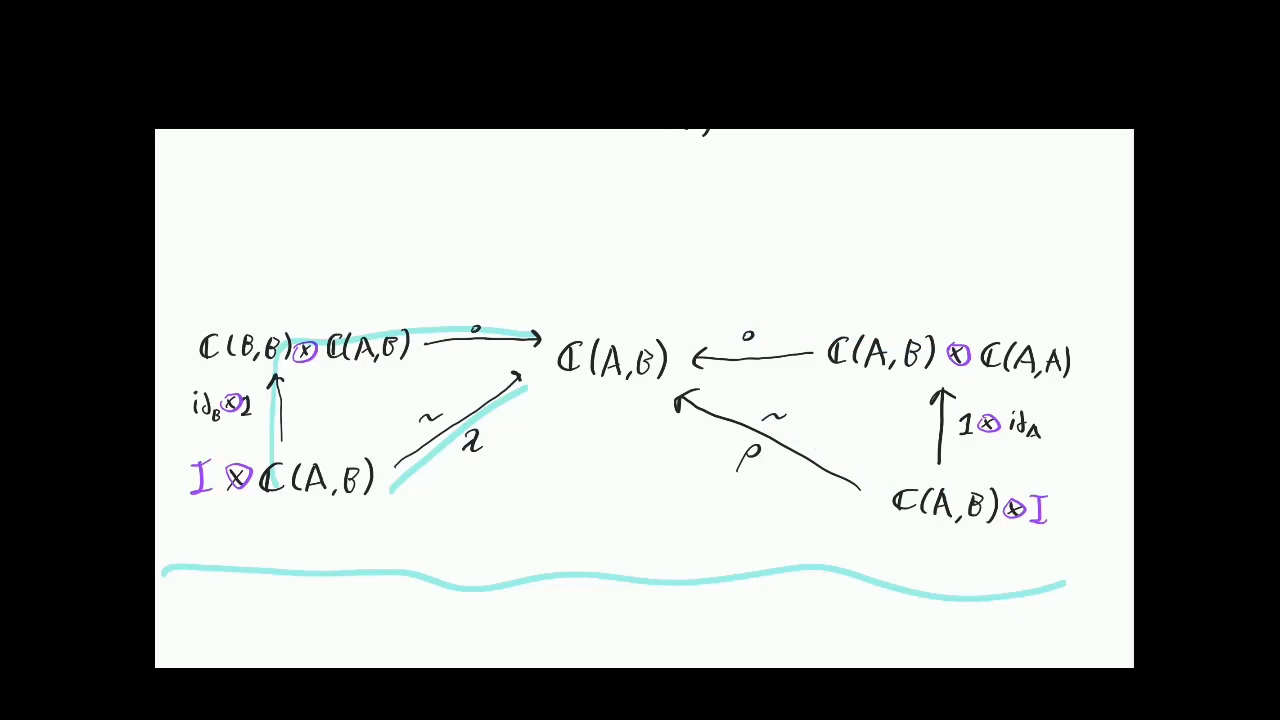 ∘ ∘
ℂ(B,B)⊗ℂ(A,B) ℂ(A,B) ℂ(A,B)⊗ℂ(A,A)
id_B⊗1 ~ λ ~ ρ 1⊗id_A
I⊗ℂ(A,B) ℂ(A,B)⊗I